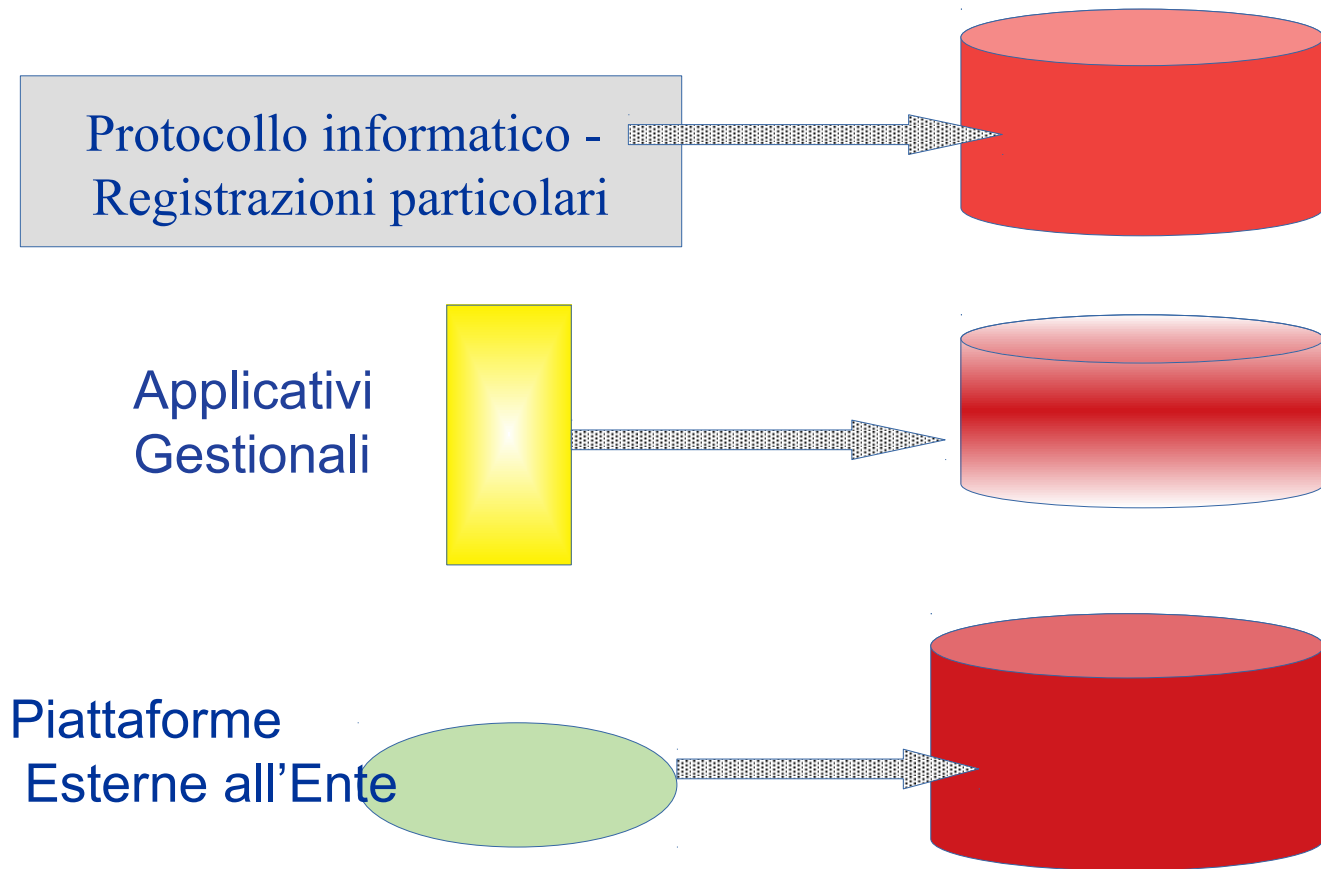 Protocollo informatico -
Registrazioni particolari
Applicativi
Gestionali
Piattaforme
Esterne all’Ente